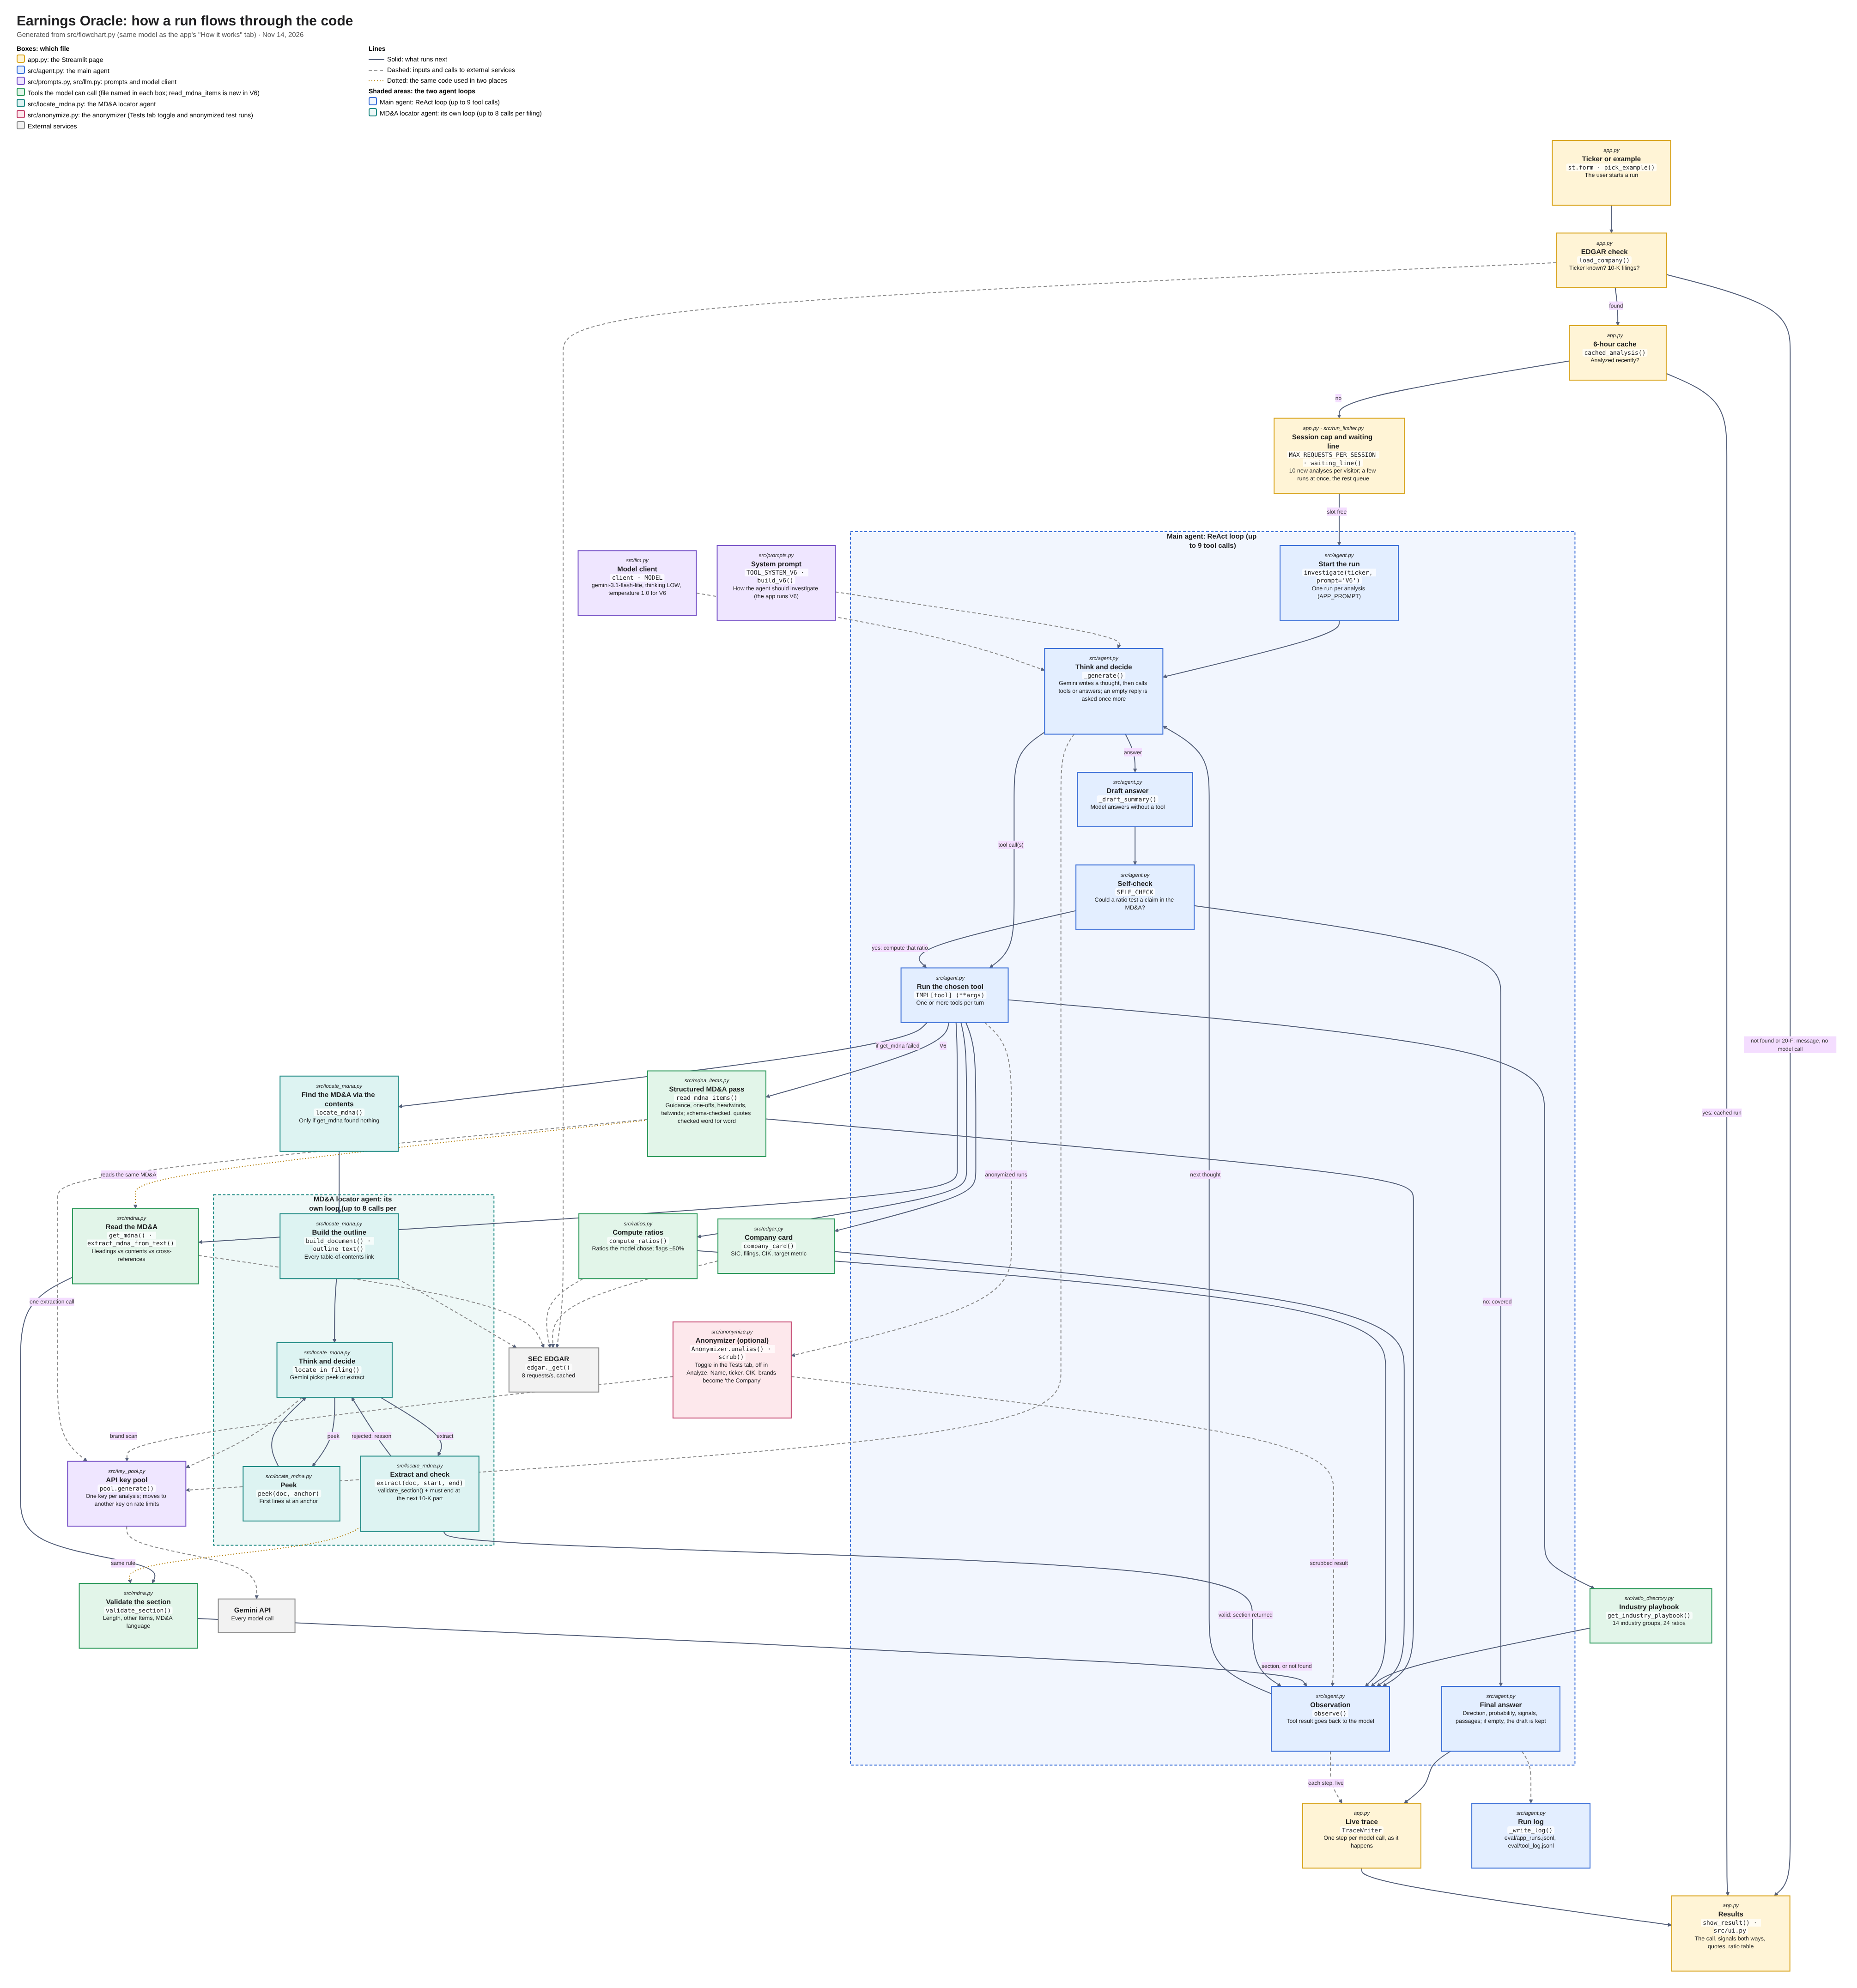 Earnings Oracle: how a run flows through the code
Generated from src/flowchart.py (same model as the app's "How it works" tab) · Nov 14, 2026
Boxes: which file
app.py: the Streamlit page
src/agent.py: the main agent
src/prompts.py, src/llm.py: prompts and model client
Tools the model can call (file named in each box; read_mdna_items is new in V6)
src/locate_mdna.py: the MD&A locator agent
src/anonymize.py: the anonymizer (Tests tab toggle and anonymized test runs)
External services
Lines
Solid: what runs next
Dashed: inputs and calls to external services
Dotted: the same code used in two places
Shaded areas: the two agent loops
Main agent: ReAct loop (up to 9 tool calls)
MD&A locator agent: its own loop (up to 8 calls per filing)
app.py
Ticker or example
st.form · pick_example()
The user starts a run
app.py
EDGAR check
load_company()
Ticker known? 10-K filings?
found
app.py
6-hour cache
cached_analysis()
Analyzed recently?
no
app.py · src/run_limiter.py
Session cap and waiting
line
MAX_REQUESTS_PER_SESSION
· waiting_line()
10 new analyses per visitor; a few
runs at once, the rest queue
slot free
Main agent: ReAct loop (up
to 9 tool calls)
src/llm.py
Model client
client · MODEL
gemini-3.1-flash-lite, thinking LOW,
temperature 1.0 for V6
src/prompts.py
System prompt
TOOL_SYSTEM_V6 ·
build_v6()
How the agent should investigate
(the app runs V6)
src/agent.py
Start the run
investigate(ticker,
prompt='V6')
One run per analysis
(APP_PROMPT)
src/agent.py
Think and decide
_generate()
Gemini writes a thought, then calls
tools or answers; an empty reply is
asked once more
answer
src/agent.py
Draft answer
_draft_summary()
Model answers without a tool
tool call(s)
src/agent.py
Self-check
SELF_CHECK
Could a ratio test a claim in the
MD&A?
yes: compute that ratio
src/agent.py
Run the chosen tool
IMPL[tool] (**args)
One or more tools per turn
if get_mdna failed
V6
not found or 20-F: message, no
model call
src/locate_mdna.py
Find the MD&A via the
contents
locate_mdna()
Only if get_mdna found nothing
src/mdna_items.py
Structured MD&A pass
read_mdna_items()
Guidance, one-offs, headwinds,
tailwinds; schema-checked, quotes
checked word for word
yes: cached run
reads the same MD&A
anonymized runs
next thought
MD&A locator agent: its
own loop (up to 8 calls per
src/mdna.py
Read the MD&A
get_mdna() ·
extract_mdna_from_text()
Headings vs contents vs cross-
references
src/locate_mdna.py
Build the outline
build_document() ·
outline_text()
Every table-of-contents link
src/ratios.py
Compute ratios
compute_ratios()
Ratios the model chose; flags ±50%
src/edgar.py
Company card
company_card()
SIC, filings, CIK, target metric
one extraction call
no: covered
src/locate_mdna.py
Think and decide
locate_in_filing()
Gemini picks: peek or extract
SEC EDGAR
edgar._get()
8 requests/s, cached
src/anonymize.py
Anonymizer (optional)
Anonymizer.unalias() ·
scrub()
Toggle in the Tests tab, off in
Analyze. Name, ticker, CIK, brands
become 'the Company'
brand scan
peek
rejected: reason
extract
src/key_pool.py
API key pool
pool.generate()
One key per analysis; moves to
another key on rate limits
src/locate_mdna.py
Peek
peek(doc, anchor)
First lines at an anchor
src/locate_mdna.py
Extract and check
extract(doc, start, end)
validate_section() + must end at
the next 10-K part
same rule
scrubbed result
src/mdna.py
Validate the section
validate_section()
Length, other Items, MD&A
language
Gemini API
Every model call
valid: section returned
src/ratio_directory.py
Industry playbook
get_industry_playbook()
14 industry groups, 24 ratios
section, or not found
src/agent.py
Observation
observe()
Tool result goes back to the model
src/agent.py
Final answer
Direction, probability, signals,
passages; if empty, the draft is kept
each step, live
app.py
Live trace
TraceWriter
One step per model call, as it
happens
src/agent.py
Run log
_write_log()
eval/app_runs.jsonl,
eval/tool_log.jsonl
app.py
Results
show_result() ·
src/ui.py
The call, signals both ways,
quotes, ratio table